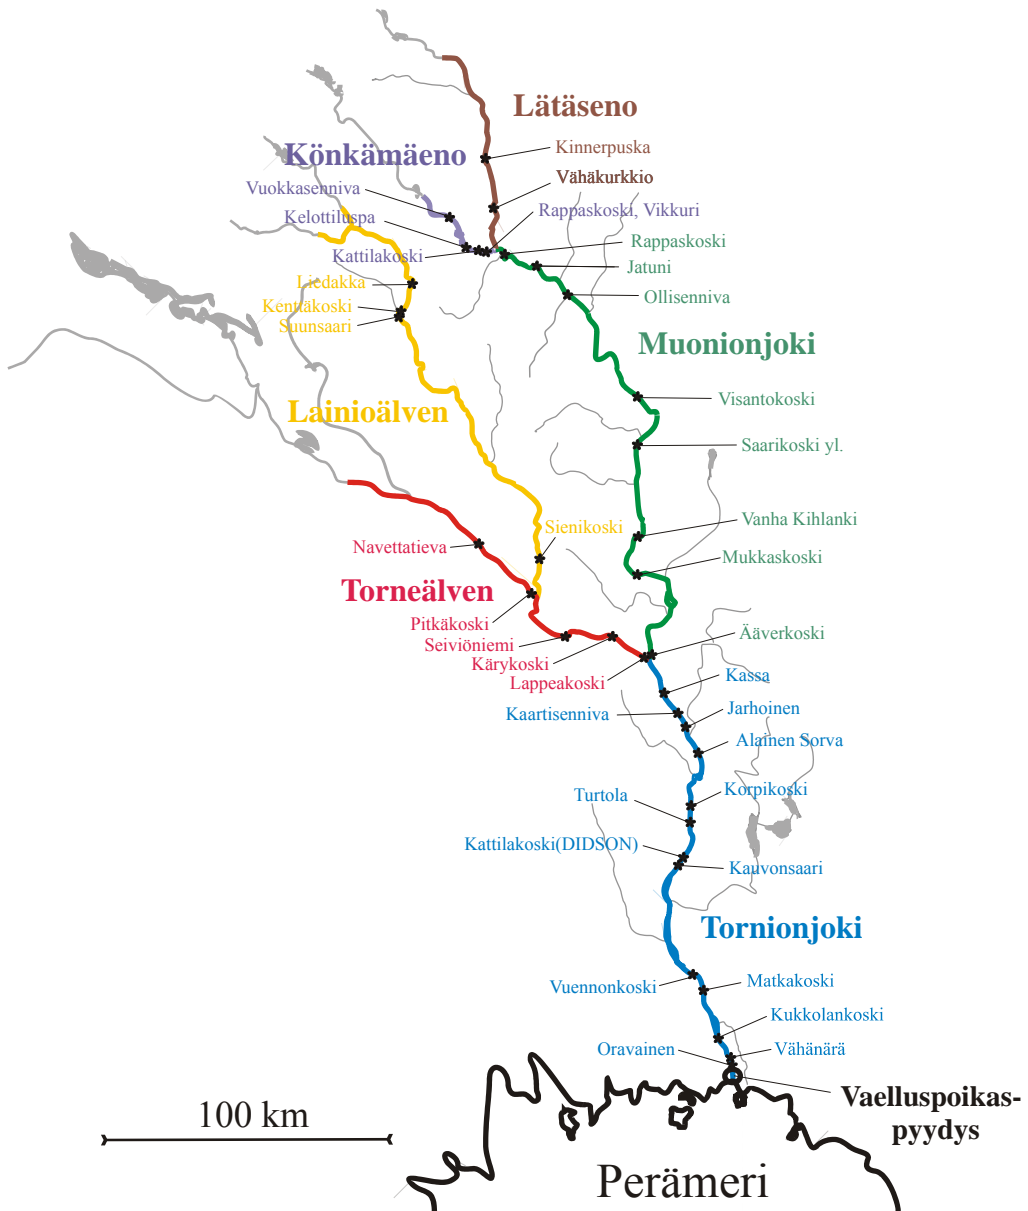 Lätäseno
Kinnerpuska
Könkämäeno
Vähäkurkkio
Vuokkasenniva
Rappaskoski, Vikkuri
Kelottiluspa
Rappaskoski
Kattilakoski
Jatuni
Liedakka
Ollisenniva
Kenttäkoski
Suunsaari
Muonionjoki
Visantokoski
Lainioälven
Saarikoski yl.
Vanha Kihlanki
Sienikoski
Navettatieva
Mukkaskoski
Torneälven
Pitkäkoski
Ääverkoski
Seiviöniemi
Kärykoski
Lappeakoski
Kassa
Kaartisenniva
Jarhoinen
Alainen Sorva
Korpikoski
Turtola
Kattilakoski(DIDSON)
Kauvonsaari
Tornionjoki
Vuennonkoski
Matkakoski
Kukkolankoski
Oravainen
Vähänärä
Vaelluspoikas-
pyydys
100 km
Perämeri